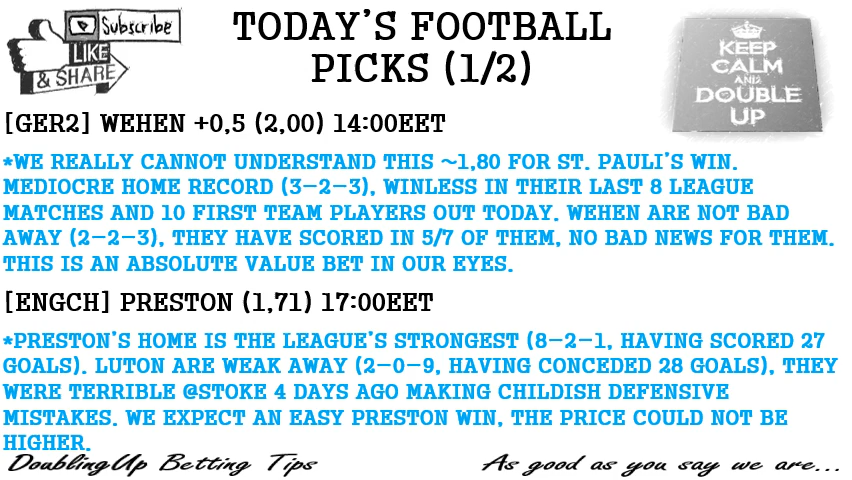 Subscribe
LIKE
& SHARE
TODAY'S FOOTBALL
PICKS (1/2)
KEEP
CALM
AND
DOUBLE
UP
[GER2] WEHEN +0,5 (2,00) 14:00EET
*WE REALLY CANNOT UNDERSTAND THIS ~1,80 FOR ST. PAULI'S WIN.
MEDIOCRE HOME RECORD (3-2-3), WINLESS IN THEIR LAST 8 LEAGUE
MATCHES AND 10 FIRST TEAM PLAYERS OUT TODAY. WEHEN ARE NOT BAD
AWAY (2-2-3), THEY HAVE SCORED IN 5/7 OF THEM, NO BAD NEWS FOR THEM.
THIS IS AN ABSOLUTE VALUE BET IN OUR EYES.
[ENGCH] PRESTON (1,71) 17:00EET
*PRESTON'S HOME IS THE LEAGUE'S STRONGEST (8-2-1, HAVING SCORED 27
GOALS). LUTON ARE WEAK AWAY (2-0-9, HAVING CONCEDED 28 GOALS), THEY
WERE TERRIBLE @STOKE 4 DAYS AGO MAKING CHILDISH DEFENSIVE
MISTAKES. WE EXPECT AN EASY PRESTON WIN, THE PRICE COULD NOT BE
HIGHER.
DoublingUp Betting Tips
As good as you say we are...